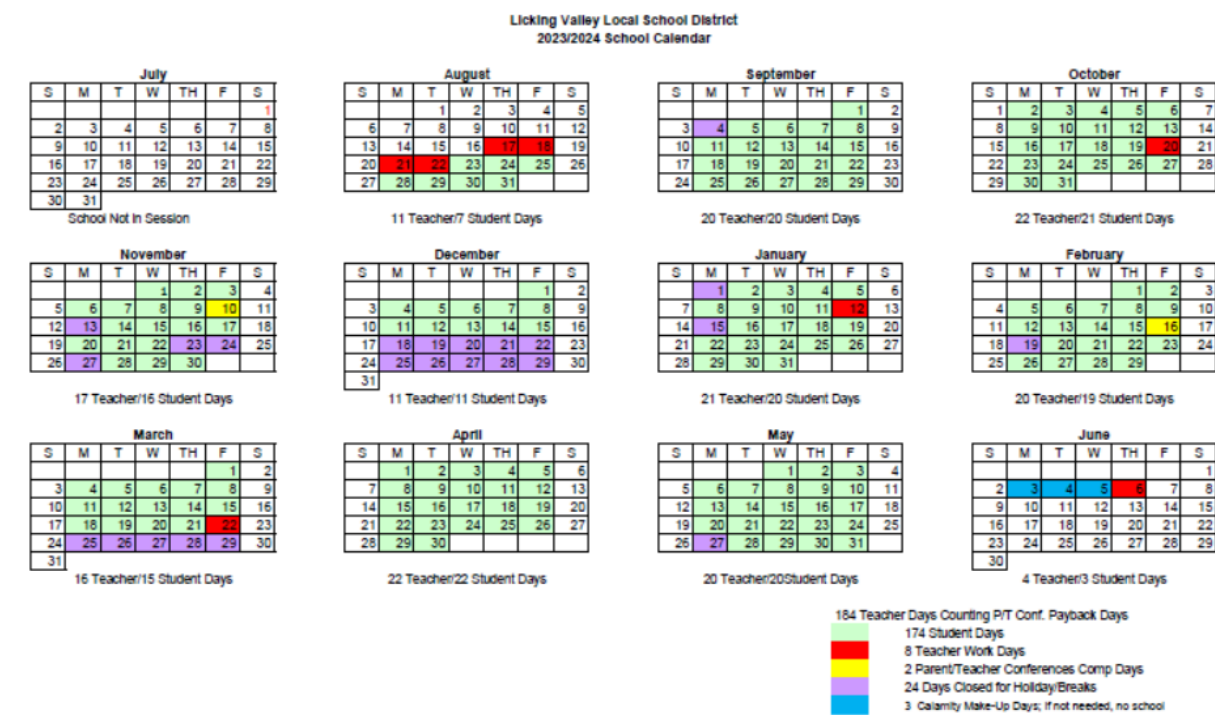 Licking Valley Local School District
2023/2024 School Calendar
July August September October
S M T W TH F S S M T W TH F S S M T W TH F S S M T W TH F S
1 1 2 3 4 5 1 2 1 2 3 4 5 6 7
2 3 4 5 6 7 8 6 7 8 9 10 11 12 3 4 5 6 7 8 9 8 9 10 11 12 13 14
9 10 11 12 13 14 15 13 14 15 16 17 18 19 10 11 12 13 14 15 16 15 16 17 18 19 20 21
16 17 18 19 20 21 22 20 21 22 23 24 25 26 17 18 19 20 21 22 23 22 23 24 25 26 27 28
23 24 25 26 27 28 29 27 28 29 30 31 24 25 26 27 28 29 30 29 30 31
30 31
School Not In Session 11 Teacher/7 Student Days 20 Teacher/20 Student Days 22 Teacher/21 Student Days
November December January February
S M T W TH F S S M T W TH F S S M T W TH F S S M T W TH F S
1 2 3 4 1 2 1 2 3 4 5 6 1 2 3
5 6 7 8 9 10 11 3 4 5 6 7 8 9 7 8 9 10 11 12 13 4 5 6 7 8 9 10
12 13 14 15 16 17 18 10 11 12 13 14 15 16 14 15 16 17 18 19 20 11 12 13 14 15 16 17
19 20 21 22 23 24 25 17 18 19 20 21 22 23 21 22 23 24 25 26 27 18 19 20 21 22 23 24
26 27 28 29 30 24 25 26 27 28 29 30 28 29 30 31 25 26 27 28 29
31
17 Teacher/16 Student Days 11 Teacher/11 Student Days 21 Teacher/20 Student Days 20 Teacher/19 Student Days
March April May June
S M T W TH F S S M T W TH F S S M T W TH F S S M T W TH F S
1 2 1 2 3 4 5 6 1 2 3 4 1
3 4 5 6 7 8 9 7 8 9 10 11 12 13 5 6 7 8 9 10 11 2 3 4 5 6 7 8
10 11 12 13 14 15 16 14 15 16 17 18 19 20 12 13 14 15 16 17 18 9 10 11 12 13 14 15
17 18 19 20 21 22 23 21 22 23 24 25 26 27 19 20 21 22 23 24 25 16 17 18 19 20 21 22
24 25 26 27 28 29 30 28 29 30 26 27 28 29 30 31 23 24 25 26 27 28 29
31 30
16 Teacher/15 Student Days 22 Teacher/22 Student Days 20 Teacher/20Student Days 4 Teacher/3 Student Days
184 Teacher Days Counting P/T Conf. Payback Days
174 Student Days
8 Teacher Work Days
2 Parent/Teacher Conferences Comp Days
24 Days Closed for Holiday/Breaks
3 Calamity Make-Up Days; if not needed, no school